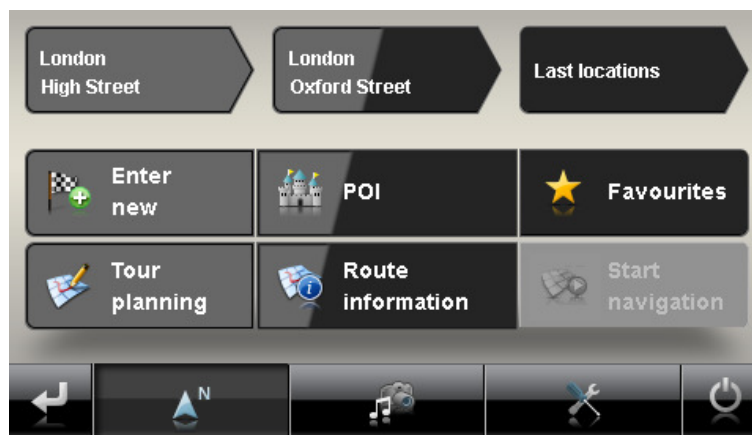 London
High Street
London
Oxford Street
Last locations
Enter
new
POI
Favourites
Tour
planning
Route
information
Start
navigation
N